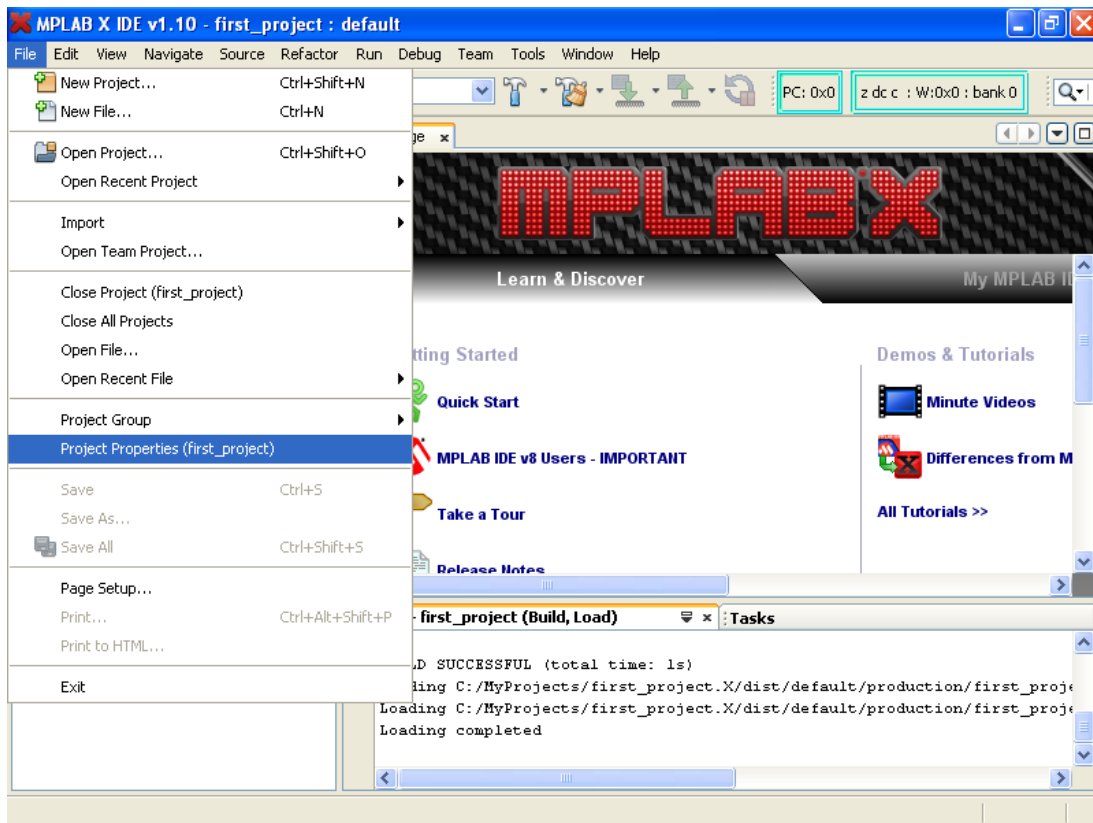 MPLAB X IDE v1.10 - first_project : default
File Edit View Navigate Source Refactor Run Debug Team Tools Window Help
New Project... Ctrl+Shift+N
New File... Ctrl+N
Open Project... Ctrl+Shift+O
Open Recent Project
Import
Open Team Project...
Close Project (first_project)
Close All Projects
Open File...
Open Recent File
Project Group
Project Properties (first_project)
Save Ctrl+S
Save As...
Save All Ctrl+Shift+S
Page Setup...
Print... Ctrl+Alt+Shift+P
Print to HTML...
Exit
PC: 0x0
z dc c : W:0x0 : bank 0
MPLAB X
Learn & Discover
My MPLAB
tting Started
Quick Start
MPLAB IDE v8 Users - IMPORTANT
Take a Tour
Release Notes
Demos & Tutorials
Minute Videos
Differences from M
All Tutorials >>
- first_project (Build, Load)
Tasks
D SUCCESSFUL (total time: 1s)
ding C:/MyProjects/first_project.X/dist/default/production/first_proje
Loading C:/MyProjects/first_project.X/dist/default/production/first_proje
Loading completed